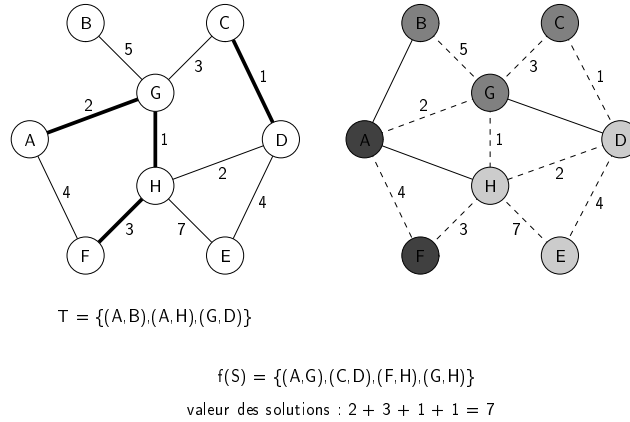 B C B C
5 3 1 5 3 1
G G
2 2
A 1 D A 1 D
2 2
H H
4 3 7 4 4 3 7 4
F E F E
T = {(A,B),(A,H),(G,D)}
f(S) = {(A,G),(C,D),(F,H),(G,H)}
valeur des solutions : 2 + 3 + 1 + 1 = 7